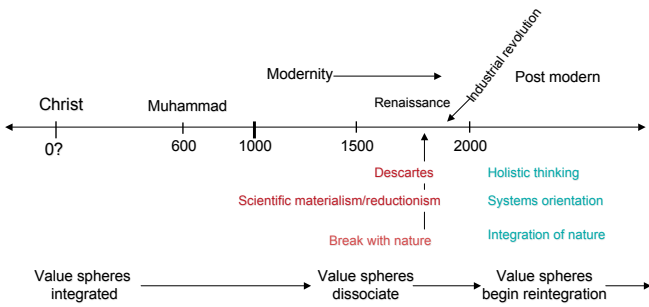 Industrial revolution
Modernity
Post modern
Christ
Muhammad
Renaissance
0?
600
1000
1500
2000
Descartes
Holistic thinking
Scientific materialism/reductionism
Systems orientation
Break with nature
Integration of nature
Value spheres
integrated
Value spheres
dissociate
Value spheres
begin reintegration